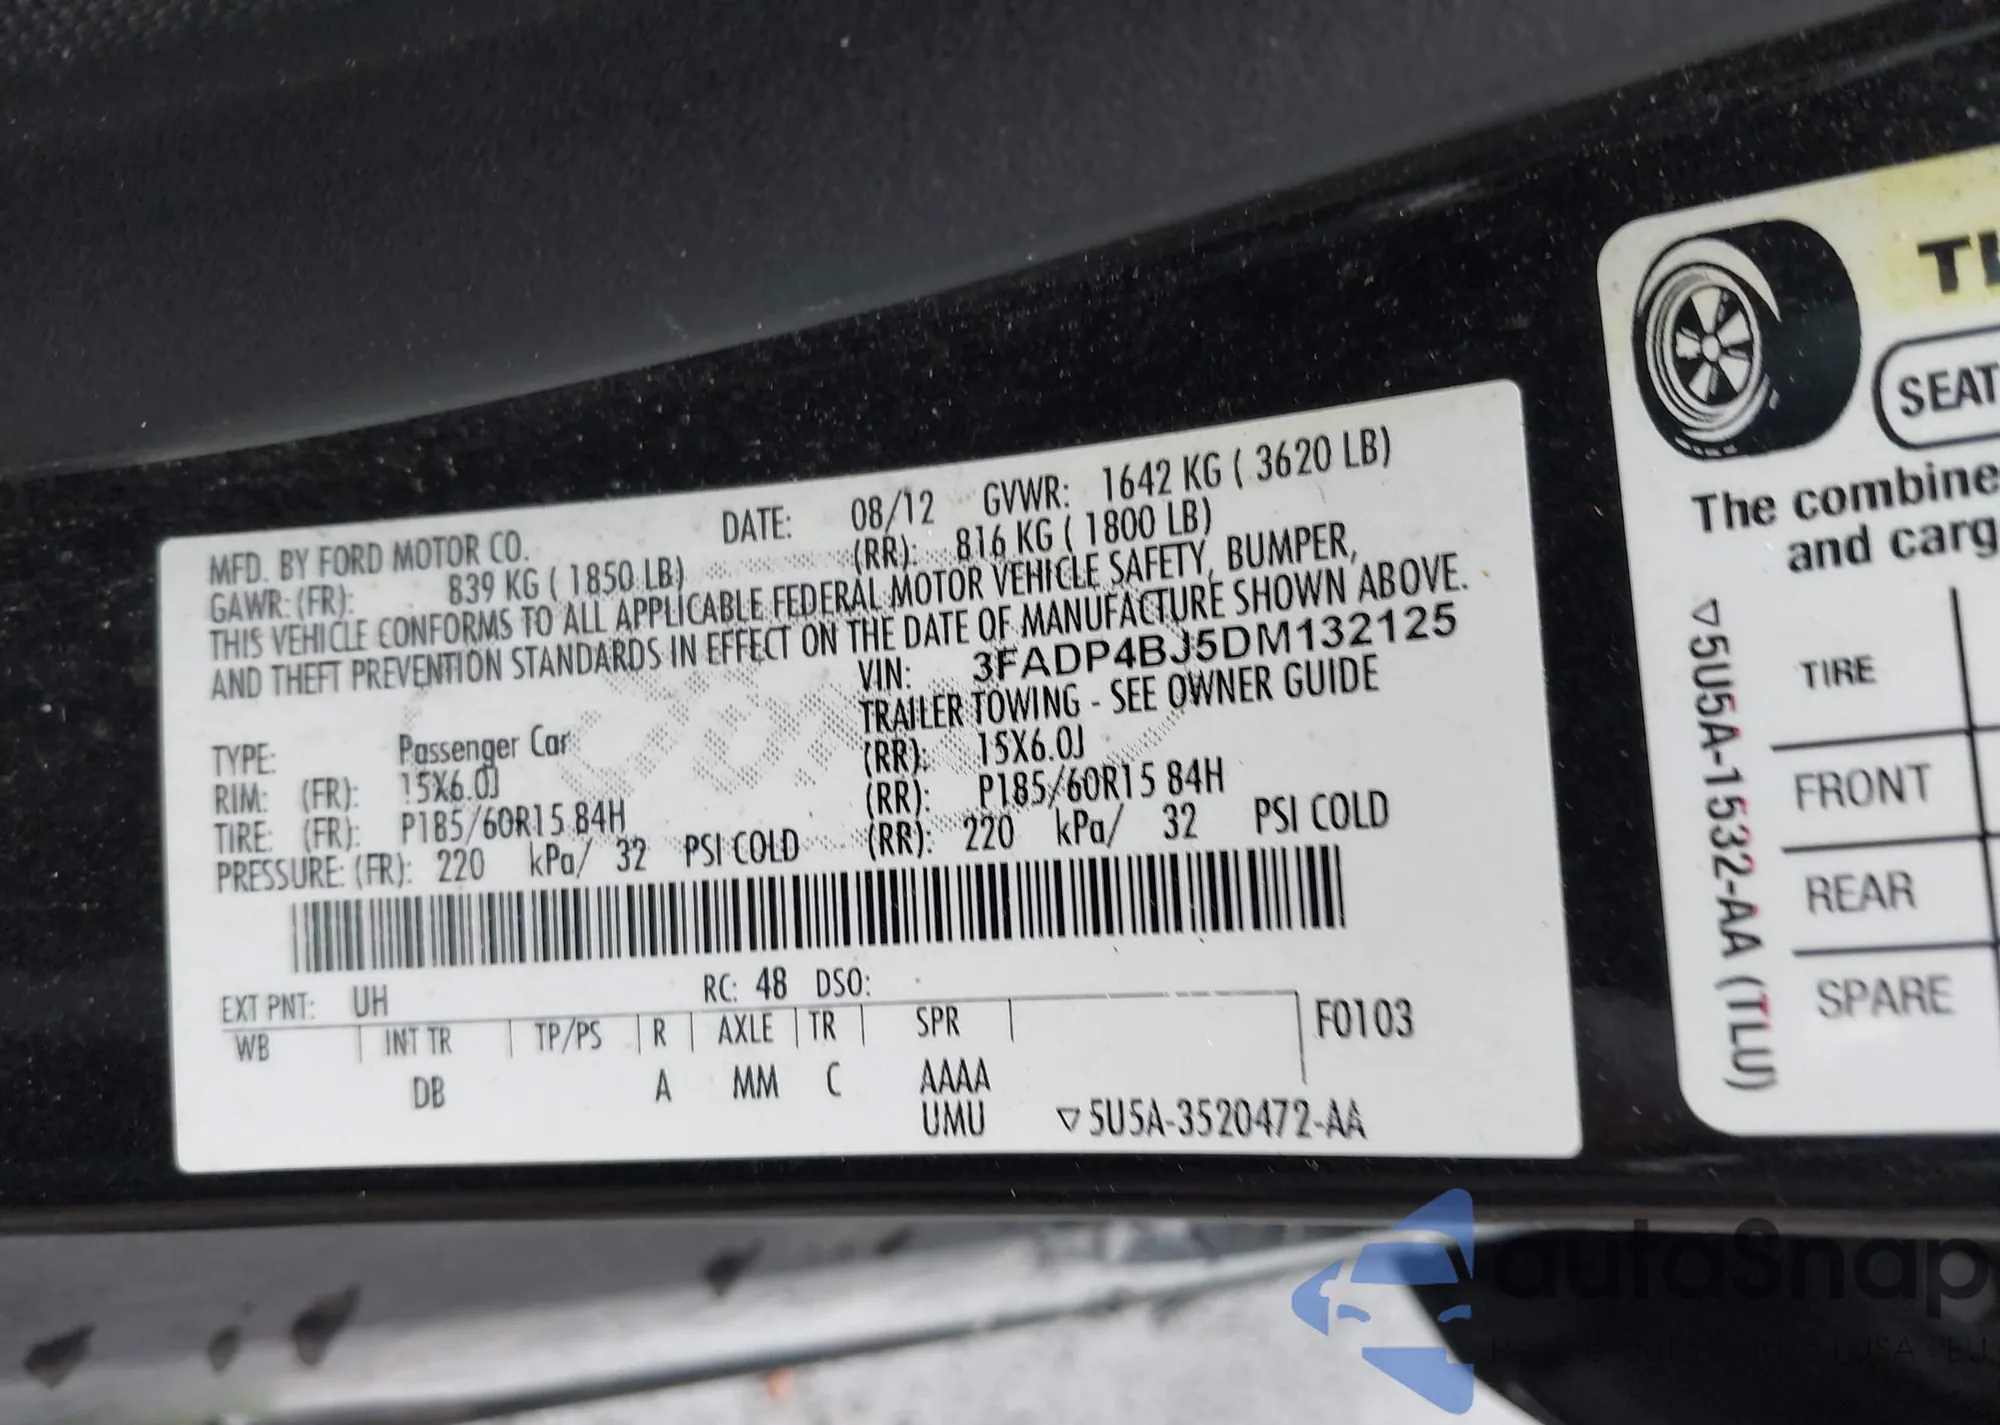 MFD. BY FORD MOTOR CO. DATE: 08/12 GVWR: 1642 KG ( 3620 LB)
GAWR: (FR): 839 KG ( 1850 LB) (RR): 816 KG ( 1800 LB)
THIS VEHICLE CONFORMS TO ALL APPLICABLE FEDERAL MOTOR VEHICLE SAFETY, BUMPER,
AND THEFT PREVENTION STANDARDS IN EFFECT ON THE DATE OF MANUFACTURE SHOWN ABOVE.
VIN: 3FADP4BJ5DM132125
TRAILER TOWING - SEE OWNER GUIDE
TYPE: Passenger Car
RIM: (FR): 15X6.0J (RR): 15X6.0J
TIRE: (FR): P185/60R15 84H (RR): P185/60R15 84H
PRESSURE: (FR): 220 kPa/ 32 PSI COLD (RR): 220 kPa/ 32 PSI COLD
EXT PNT: UH RC: 48 DSO:
WB INT TR TP/PS R AXLE TR SPR F0103
DB A MM C AAAA
UMU ▽5U5A-3520472-AA
SEAT
The combine
and carg
▽5U5A-1532-AA (TLU)
TIRE
FRONT
REAR
SPARE
autoSnap